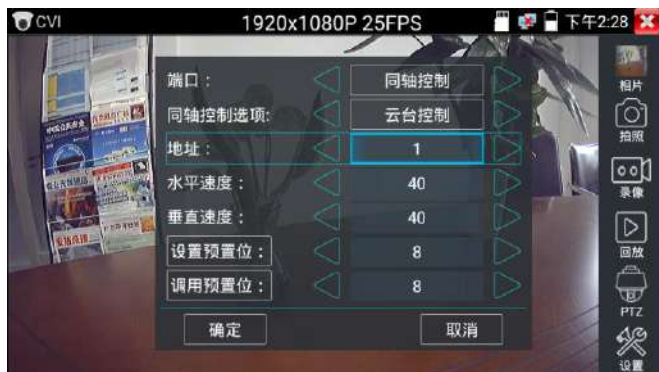 CVI 1920x1080P 25FPS 下午2:28
端口： 同轴控制
同轴控制选项: 云台控制
地址： 1
水平速度： 40
垂直速度： 40
设置预置位： 8
调用预置位： 8
确定 取消
相片
拍照
录像
回放
PTZ
设置